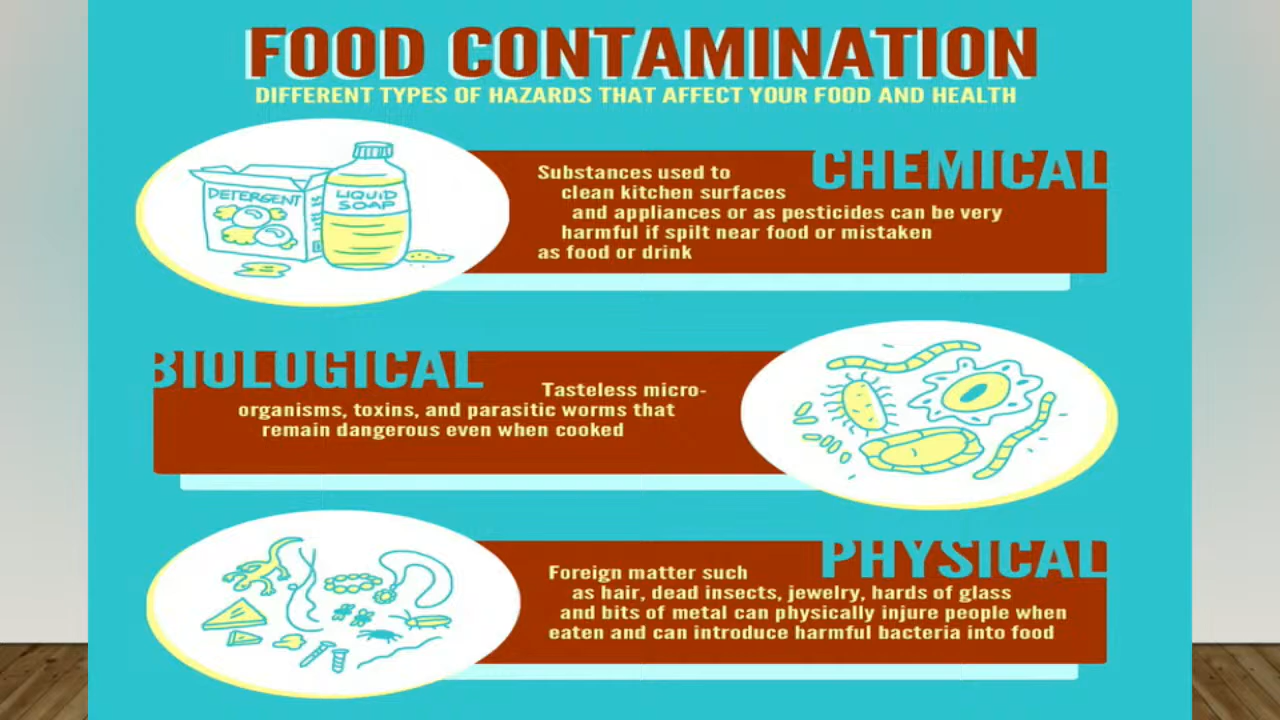 FOOD CONTAMINATION
DIFFERENT TYPES OF HAZARDS THAT AFFECT YOUR FOOD AND HEALTH
CHEMICAL
Substances used to
clean kitchen surfaces
and appliances or as pesticides can be very
harmful if spilt near food or mistaken
as food or drink
DETERGENT
LIQUID
SOAP
BIOLOGICAL
Tasteless micro-
organisms, toxins, and parasitic worms that
remain dangerous even when cooked
PHYSICAL
Foreign matter such
as hair, dead insects, jewelry, hards of glass
and bits of metal can physically injure people when
eaten and can introduce harmful bacteria into food